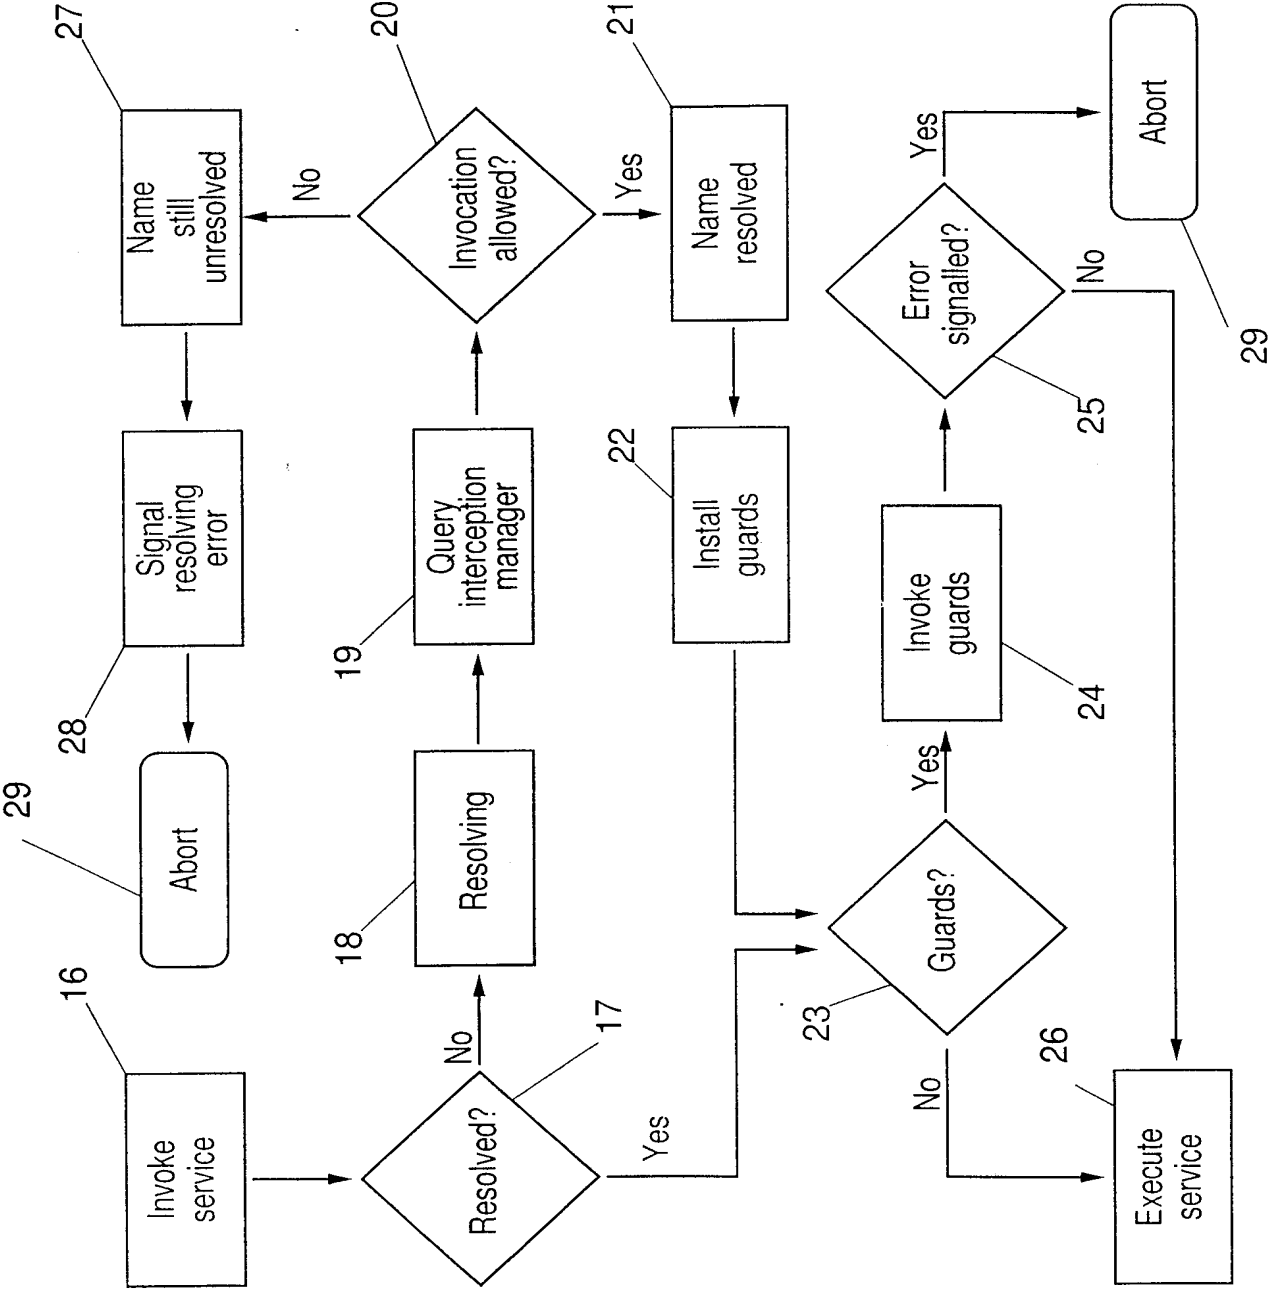 16
Invoke
service
Resolved?
17
No
Yes
18
Resolving
19
Query
interception
manager
20
Invocation
allowed?
No
Yes
27
Name
still
unresolved
28
Signal
resolving
error
29
Abort
21
Name
resolved
22
Install
guards
23
Guards?
No
Yes
24
Invoke
guards
25
Error
signalled?
Yes
No
29
Abort
26
Execute
service